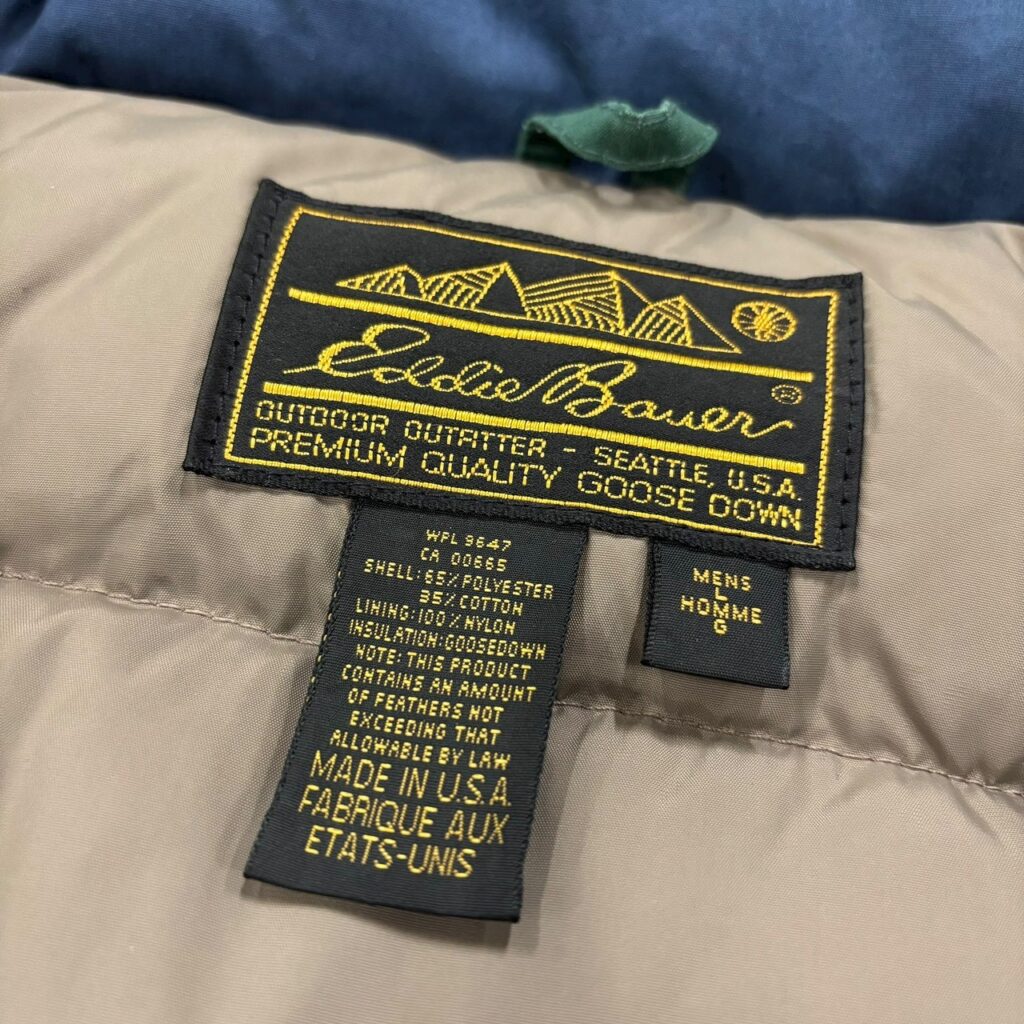 Eddie Bauer ®
OUTDOOR OUTFITTER - SEATTLE, U.S.A.
PREMIUM QUALITY GOOSE DOWN
WPL 9647
CA 00665
SHELL: 65% POLYESTER
35% COTTON
LINING: 100% NYLON
INSULATION: GOOSEDOWN
NOTE: THIS PRODUCT
CONTAINS AN AMOUNT
OF FEATHERS NOT
EXCEEDING THAT
ALLOWABLE BY LAW
MADE IN U.S.A.
FABRIQUE AUX
ETATS-UNIS
MENS
L
HOMME
G